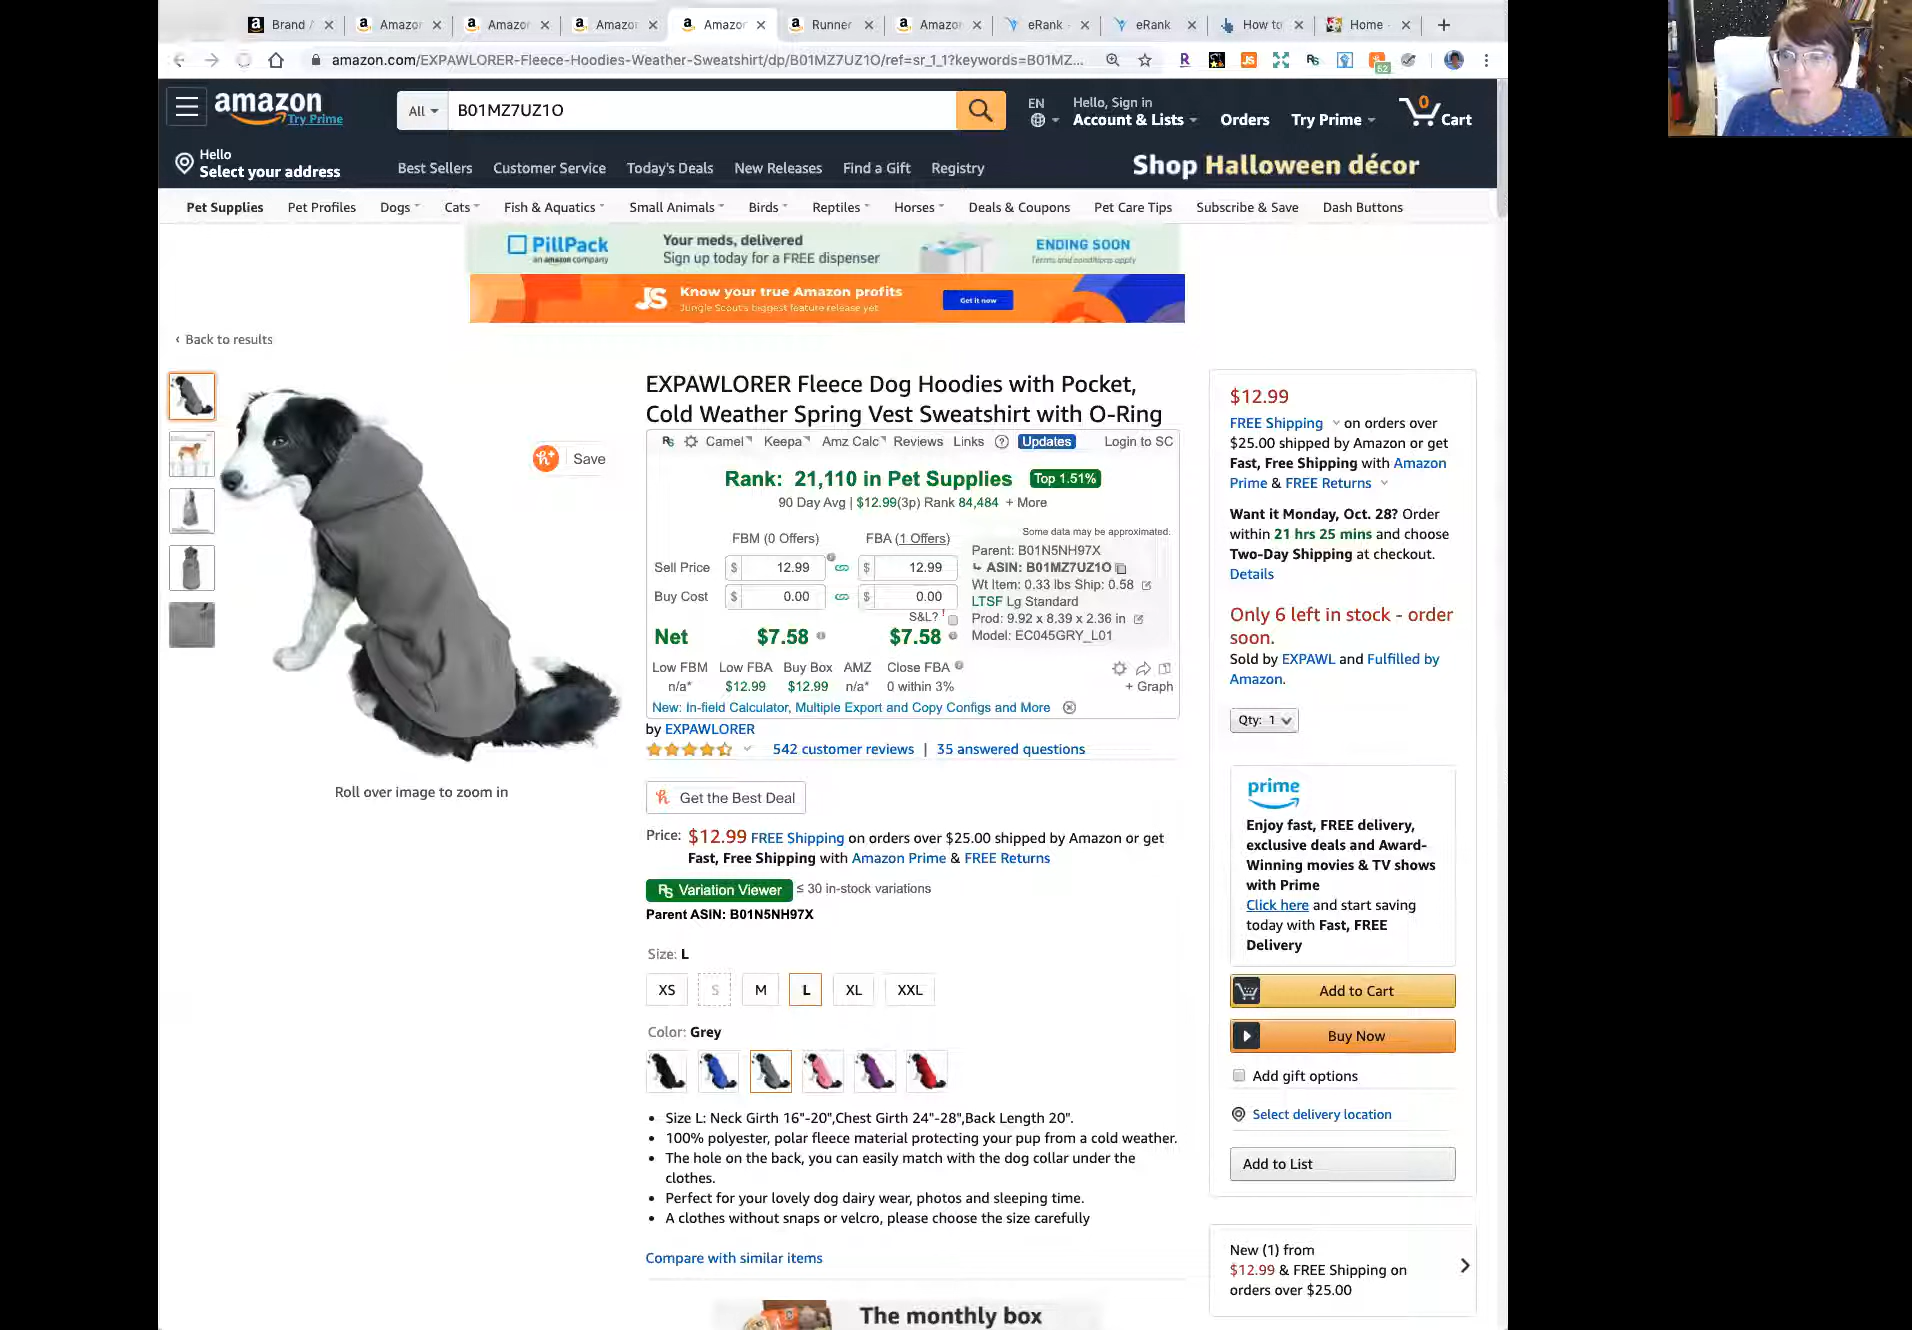 Brand /
Amazon
Amazon
Amazon
Amazon
Runner
Amazon
eRank
eRank
How to
Home
amazon.com/EXPAWLORER-Fleece-Hoodies-Weather-Sweatshirt/dp/B01MZ7UZ1O/ref=sr_1_1?keywords=B01MZ...
52
amazon
Try Prime
All
B01MZ7UZ1O
EN
Hello, Sign in
Account & Lists
Orders
Try Prime
0
Cart
Hello
Select your address
Best Sellers
Customer Service
Today's Deals
New Releases
Find a Gift
Registry
Shop Halloween décor
Pet Supplies
Pet Profiles
Dogs
Cats
Fish & Aquatics
Small Animals
Birds
Reptiles
Horses
Deals & Coupons
Pet Care Tips
Subscribe & Save
Dash Buttons
PillPack
an amazon company
Your meds, delivered
Sign up today for a FREE dispenser
ENDING SOON
Terms and conditions apply
JS
Know your true Amazon profits
Jungle Scout's biggest feature release yet
Get it now
‹ Back to results
Save
Roll over image to zoom in
EXPAWLORER Fleece Dog Hoodies with Pocket,
Cold Weather Spring Vest Sweatshirt with O-Ring
RS Camel Keepa Amz Calc Reviews Links ? Updates Login to SC
Rank: 21,110 in Pet Supplies Top 1.51%
90 Day Avg | $12.99(3p) Rank 84,484 + More
Some data may be approximated.
FBM (0 Offers) FBA (1 Offers)
Sell Price $ 12.99 $ 12.99
Buy Cost $ 0.00 $ 0.00
S&L? !
Net $7.58 $7.58
Parent: B01N5NH97X
ASIN: B01MZ7UZ1O
Wt Item: 0.33 lbs Ship: 0.58
LTSF Lg Standard
Prod: 9.92 x 8.39 x 2.36 in
Model: EC045GRY_L01
Low FBM Low FBA Buy Box AMZ Close FBA
n/a* $12.99 $12.99 n/a* 0 within 3%
+ Graph
New: In-field Calculator, Multiple Export and Copy Configs and More
by EXPAWLORER
542 customer reviews | 35 answered questions
Get the Best Deal
Price: $12.99 FREE Shipping on orders over $25.00 shipped by Amazon or get
Fast, Free Shipping with Amazon Prime & FREE Returns
RS Variation Viewer ≤ 30 in-stock variations
Parent ASIN: B01N5NH97X
Size: L
XS S M L XL XXL
Color: Grey
• Size L: Neck Girth 16"-20",Chest Girth 24"-28",Back Length 20".
• 100% polyester, polar fleece material protecting your pup from a cold weather.
• The hole on the back, you can easily match with the dog collar under the
clothes.
• Perfect for your lovely dog dairy wear, photos and sleeping time.
• A clothes without snaps or velcro, please choose the size carefully
Compare with similar items
The monthly box
$12.99
FREE Shipping on orders over
$25.00 shipped by Amazon or get
Fast, Free Shipping with Amazon
Prime & FREE Returns
Want it Monday, Oct. 28? Order
within 21 hrs 25 mins and choose
Two-Day Shipping at checkout.
Details
Only 6 left in stock - order
soon.
Sold by EXPAWL and Fulfilled by
Amazon.
Qty: 1
prime
Enjoy fast, FREE delivery,
exclusive deals and Award-
Winning movies & TV shows
with Prime
Click here and start saving
today with Fast, FREE
Delivery
Add to Cart
Buy Now
Add gift options
Select delivery location
Add to List
New (1) from
$12.99 & FREE Shipping on
orders over $25.00